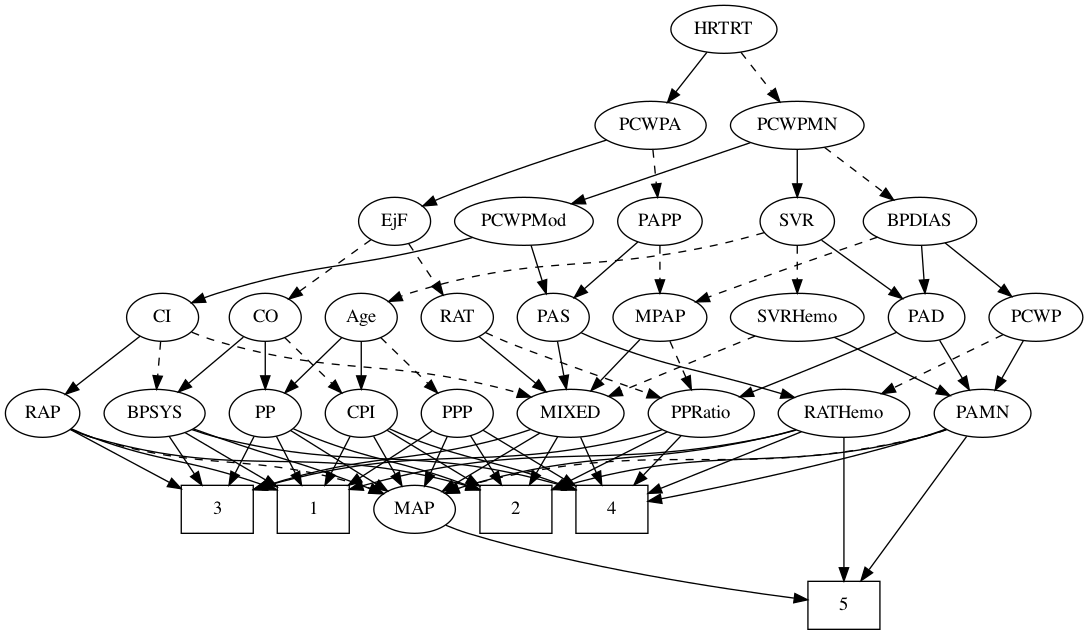 HRTRT
PCWPA
PCWPMN
EjF
PCWPMod
PAPP
SVR
BPDIAS
CI
CO
Age
RAT
PAS
MPAP
SVRHemo
PAD
PCWP
RAP
BPSYS
PP
CPI
PPP
MIXED
PPRatio
RATHemo
PAMN
3
1
MAP
2
4
5